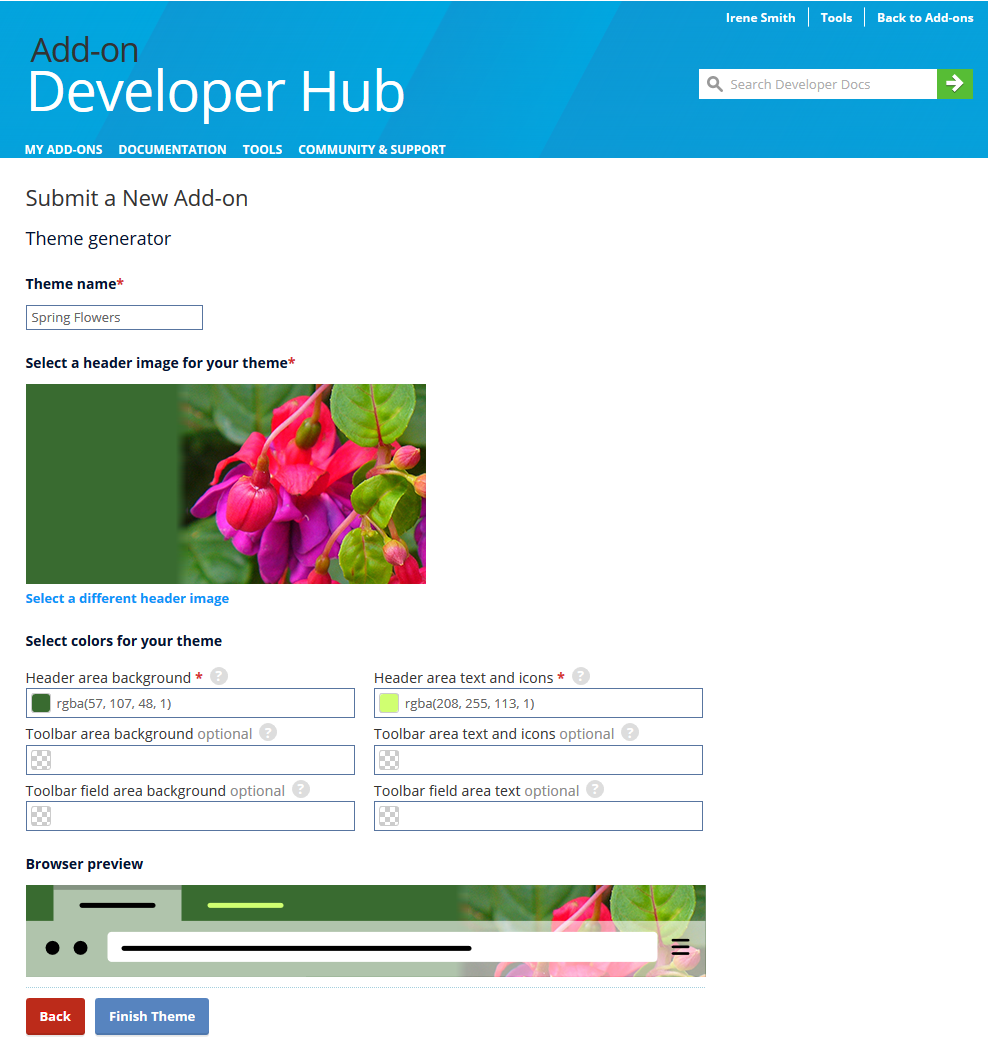 Irene Smith Tools Back to Add-ons
Add-on
Developer Hub
Search Developer Docs
MY ADD-ONS DOCUMENTATION TOOLS COMMUNITY & SUPPORT
Submit a New Add-on
Theme generator
Theme name*
Spring Flowers
Select a header image for your theme*
Select a different header image
Select colors for your theme
Header area background * ? Header area text and icons * ?
rgba(57, 107, 48, 1) rgba(208, 255, 113, 1)
Toolbar area background optional ? Toolbar area text and icons optional ?
Toolbar field area background optional ? Toolbar field area text optional ?
Browser preview
Back Finish Theme